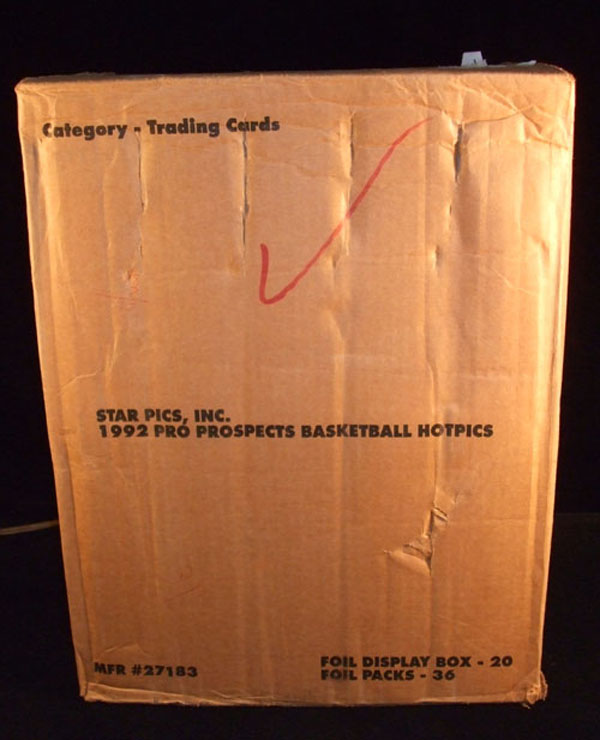 Category - Trading Cards
STAR PICS, INC.
1992 PRO PROSPECTS BASKETBALL HOTPICS
MFR #27183
FOIL DISPLAY BOX - 20
FOIL PACKS - 36